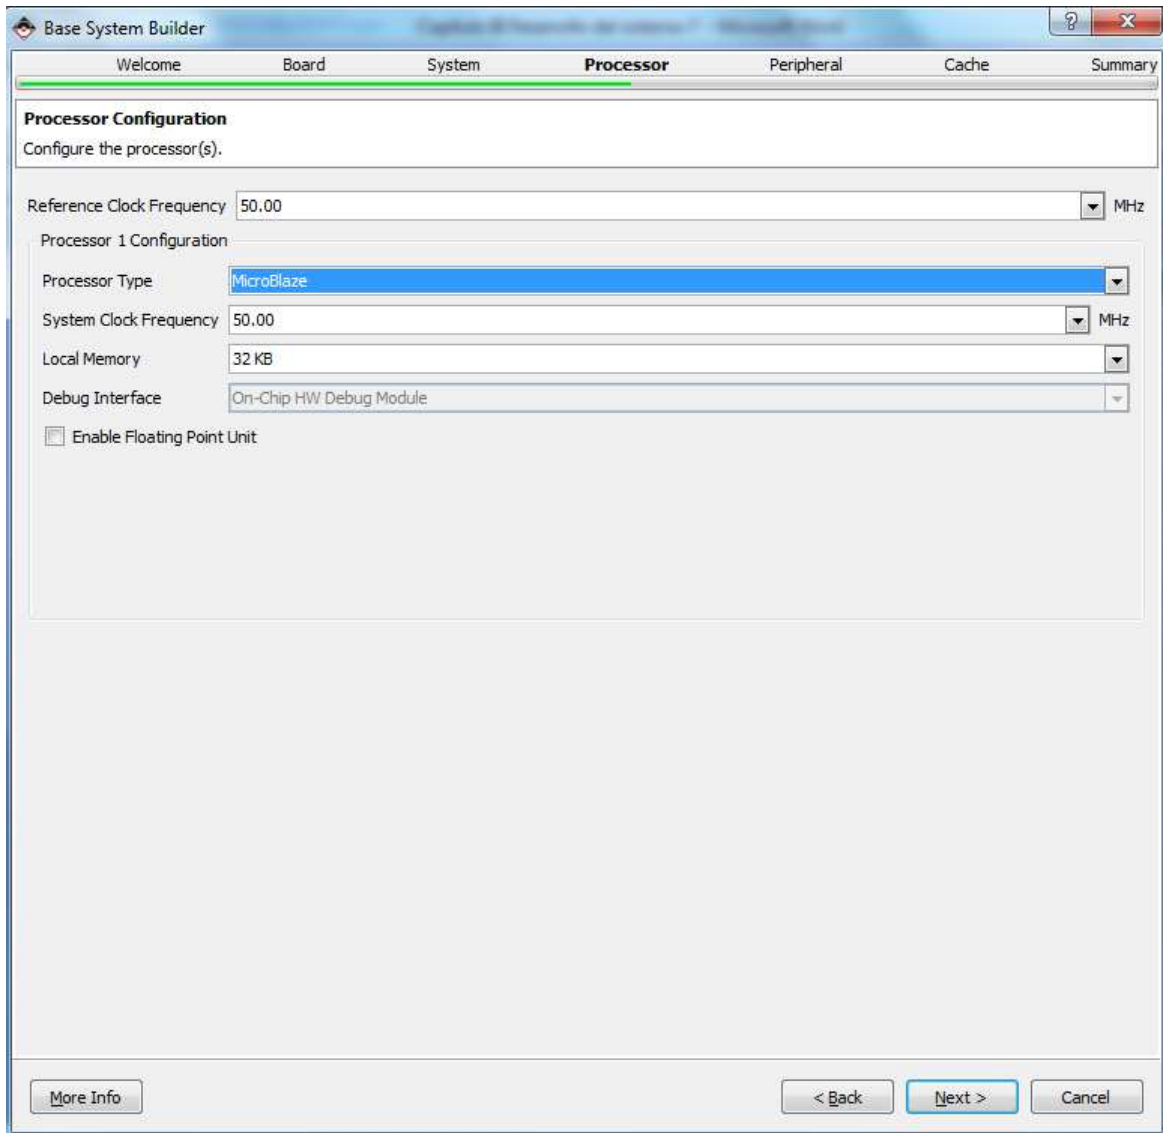 Base System Builder
Welcome Board System Processor Peripheral Cache Summary
Processor Configuration
Configure the processor(s).
Reference Clock Frequency 50.00 MHz
Processor 1 Configuration
Processor Type MicroBlaze
System Clock Frequency 50.00 MHz
Local Memory 32 KB
Debug Interface On-Chip HW Debug Module
Enable Floating Point Unit
More Info < Back Next > Cancel